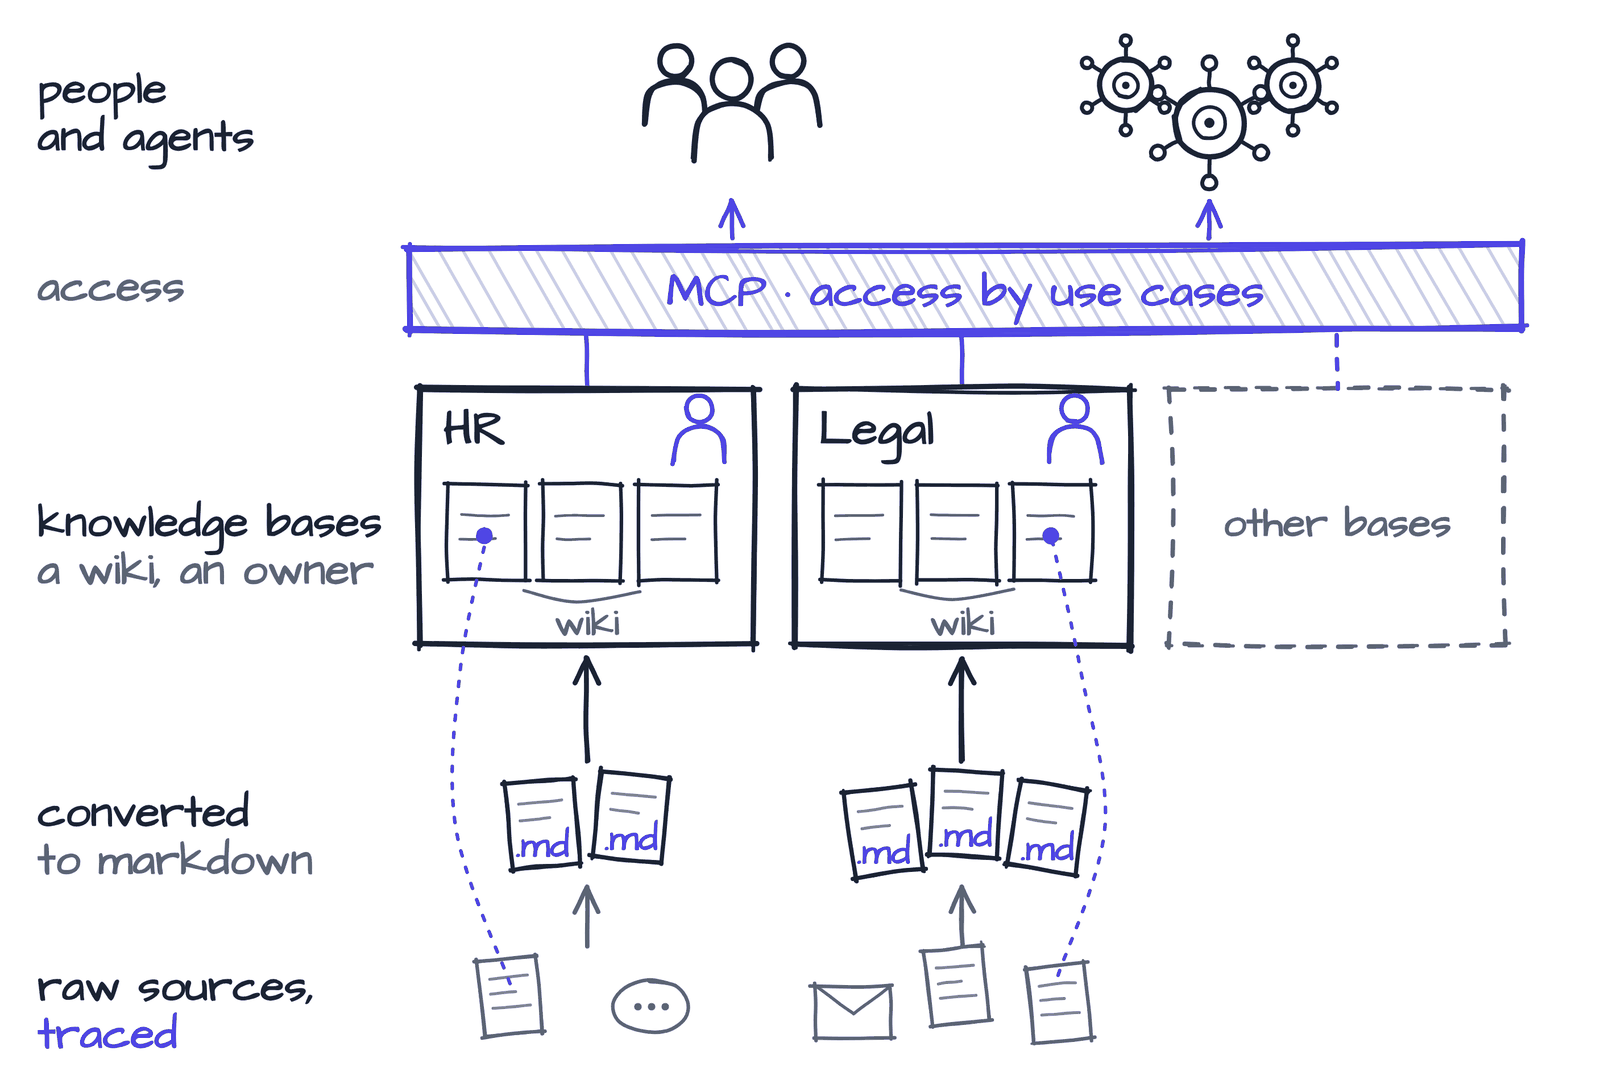 people
and agents
access
MCP · access by use cases
HR
Legal
knowledge bases
a wiki, an owner
other bases
wiki
wiki
converted
to markdown
.md
.md
.md
.md
.md
raw sources,
traced